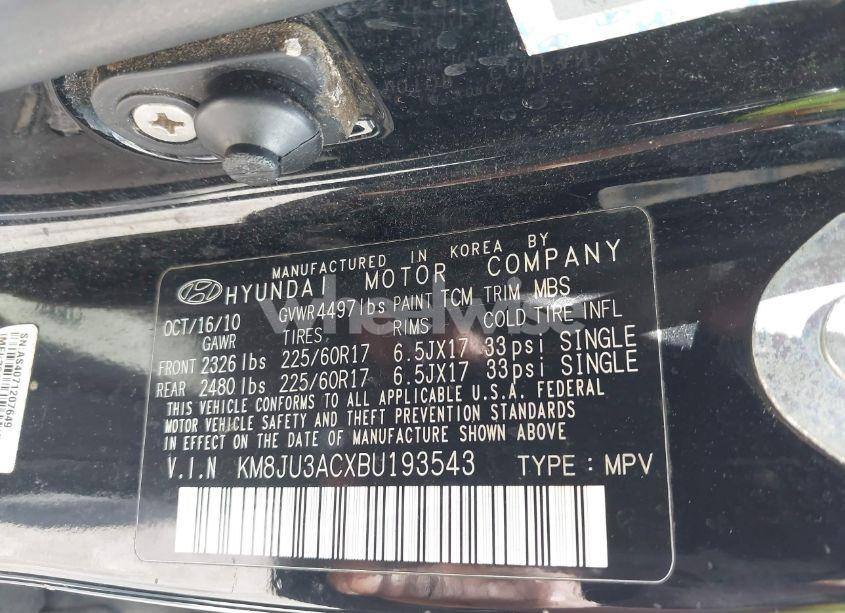 MANUFACTURED IN KOREA BY
HYUNDAI MOTOR COMPANY
OCT/16/10 GVWR4497lbs PAINT TCM TRIM MBS
GAWR TIRES RIMS COLD TIRE INFL
FRONT 2326 lbs 225/60R17 6.5JX17 33psi SINGLE
REAR 2480 lbs 225/60R17 6.5JX17 33psi SINGLE
THIS VEHICLE CONFORMS TO ALL APPLICABLE U.S.A. FEDERAL
MOTOR VEHICLE SAFETY AND THEFT PREVENTION STANDARDS
IN EFFECT ON THE DATE OF MANUFACTURE SHOWN ABOVE
V.I.N KM8JU3ACXBU193543 TYPE : MPV
SN.AS4071207649